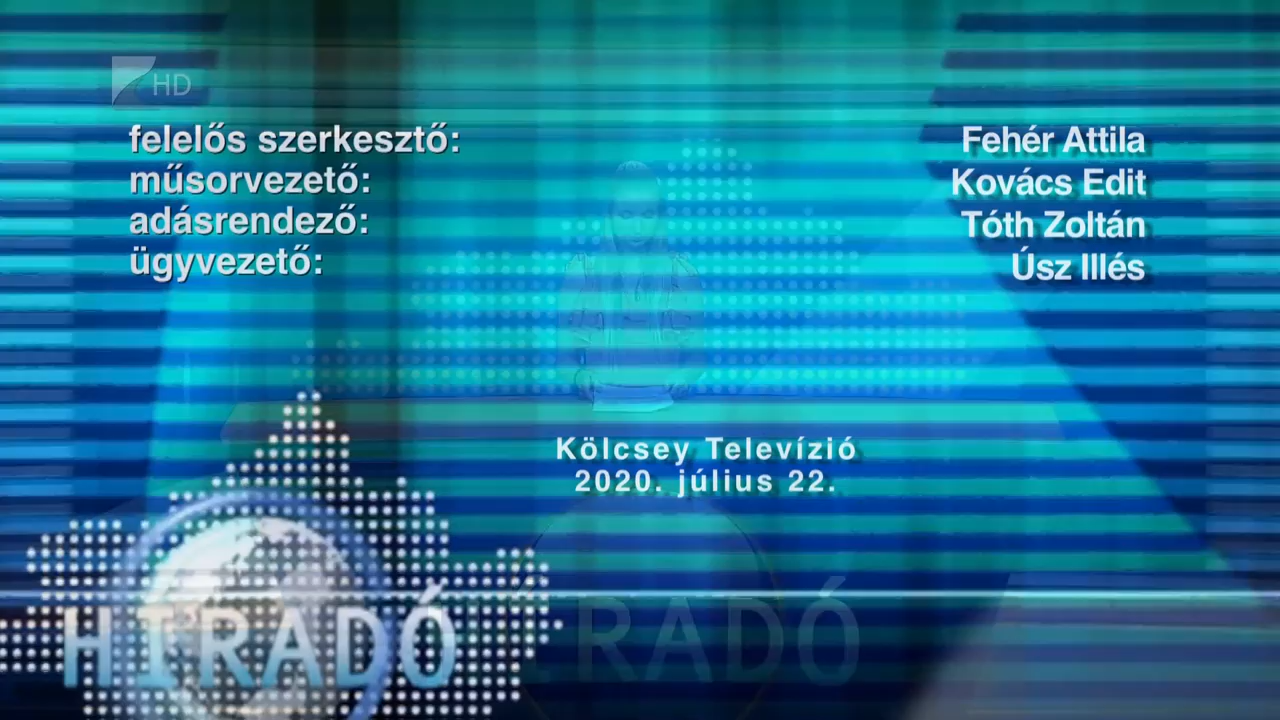 HD
felelős szerkesztő: Fehér Attila
műsorvezető: Kovács Edit
adásrendező: Tóth Zoltán
ügyvezető: Úsz Illés
Kölcsey Televízió
2020. július 22.
HÍRADÓ
RADÓ